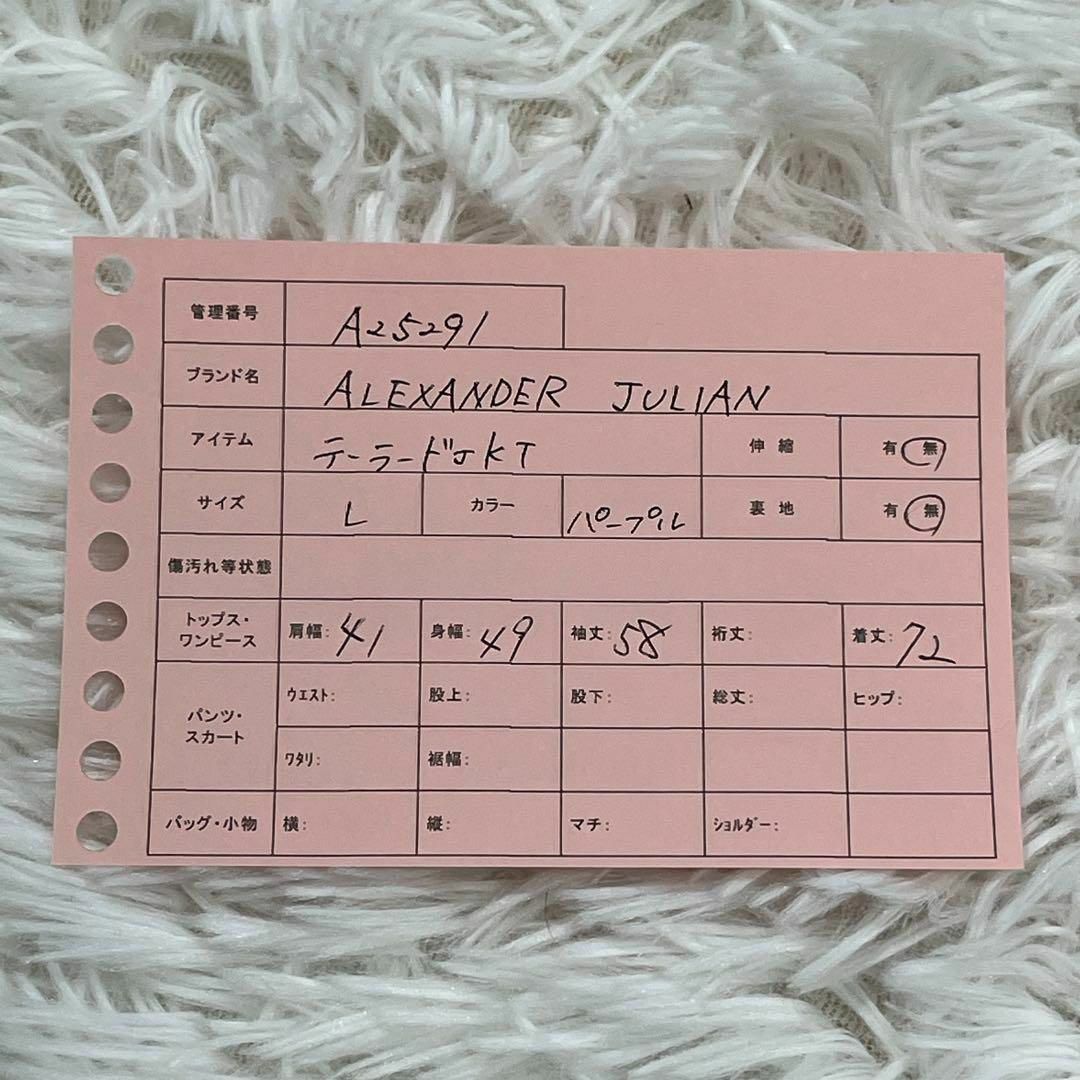 管理番号 A25291
ブランド名 ALEXANDER JULIAN
アイテム テーラードJKT 伸縮 有 無
サイズ L カラー パープル 裏地 有 無
傷汚れ等状態
トップス・ワンピース 肩幅: 41 身幅: 49 袖丈: 58 裄丈: 着丈: 72
パンツ・スカート ウエスト: 股上: 股下: 総丈: ヒップ:
ワタリ: 裾幅:
バッグ・小物 横: 縦: マチ: ショルダー: